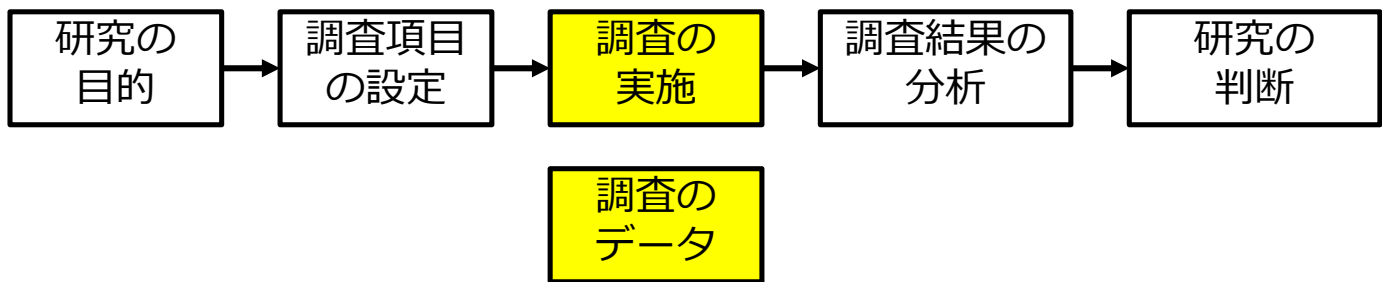 研究の
目的
調査項目
の設定
調査の
実施
調査結果の
分析
研究の
判断
調査の
データ